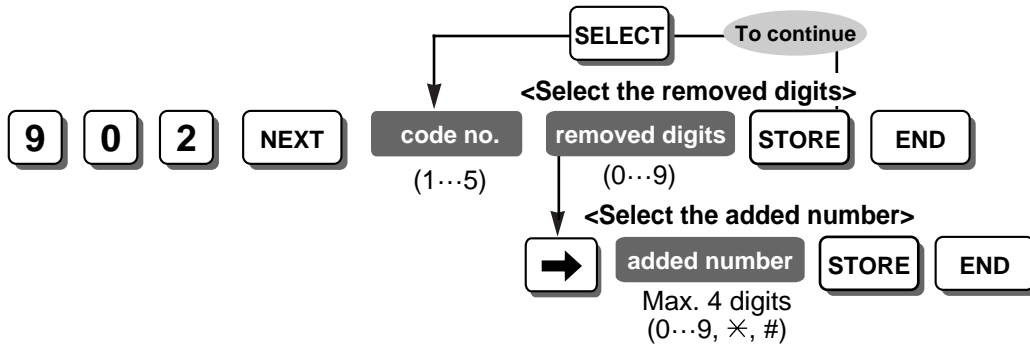 SELECT To continue
<Select the removed digits>
9 0 2 NEXT code no. removed digits STORE END
(1···5) (0···9)
<Select the added number>
➡ added number STORE END
Max. 4 digits
(0···9, ✳, #)